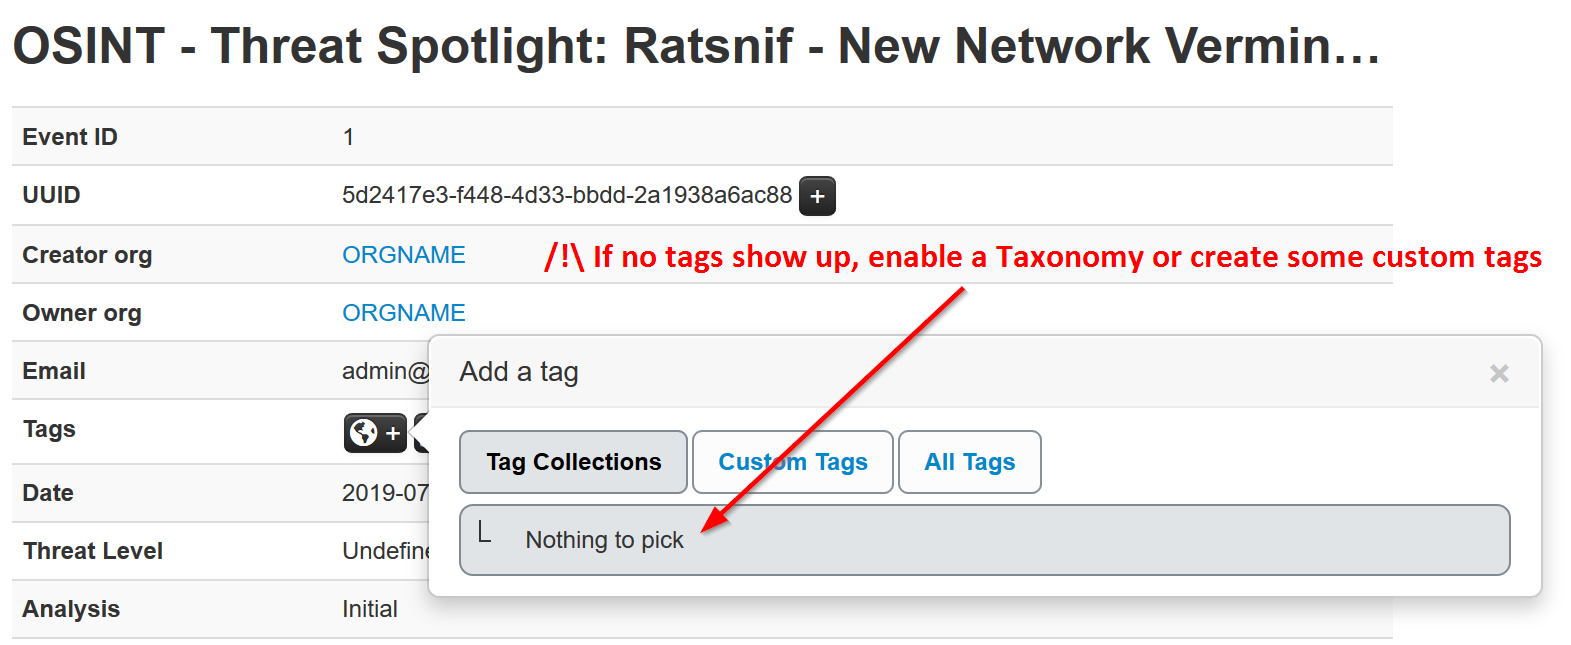 OSINT - Threat Spotlight: Ratsnif - New Network Vermin…
Event ID 1
UUID 5d2417e3-f448-4d33-bbdd-2a1938a6ac88 +
Creator org ORGNAME
/!\ If no tags show up, enable a Taxonomy or create some custom tags
Owner org ORGNAME
Email admin@
Add a tag ×
Tags +
Tag Collections Custom Tags All Tags
Date 2019-07
Nothing to pick
Threat Level Undefine
Analysis Initial